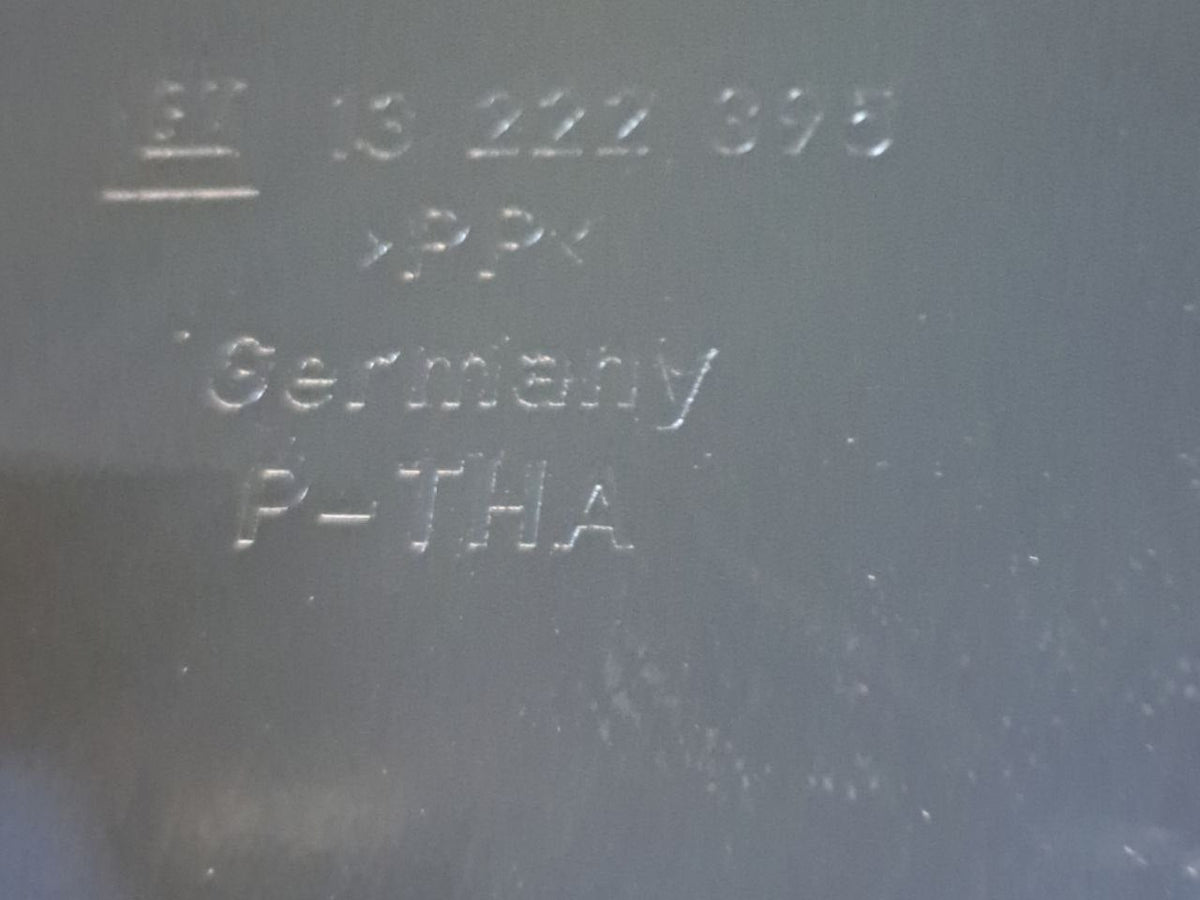 13 222 395
>PP<
Germany
P-THA